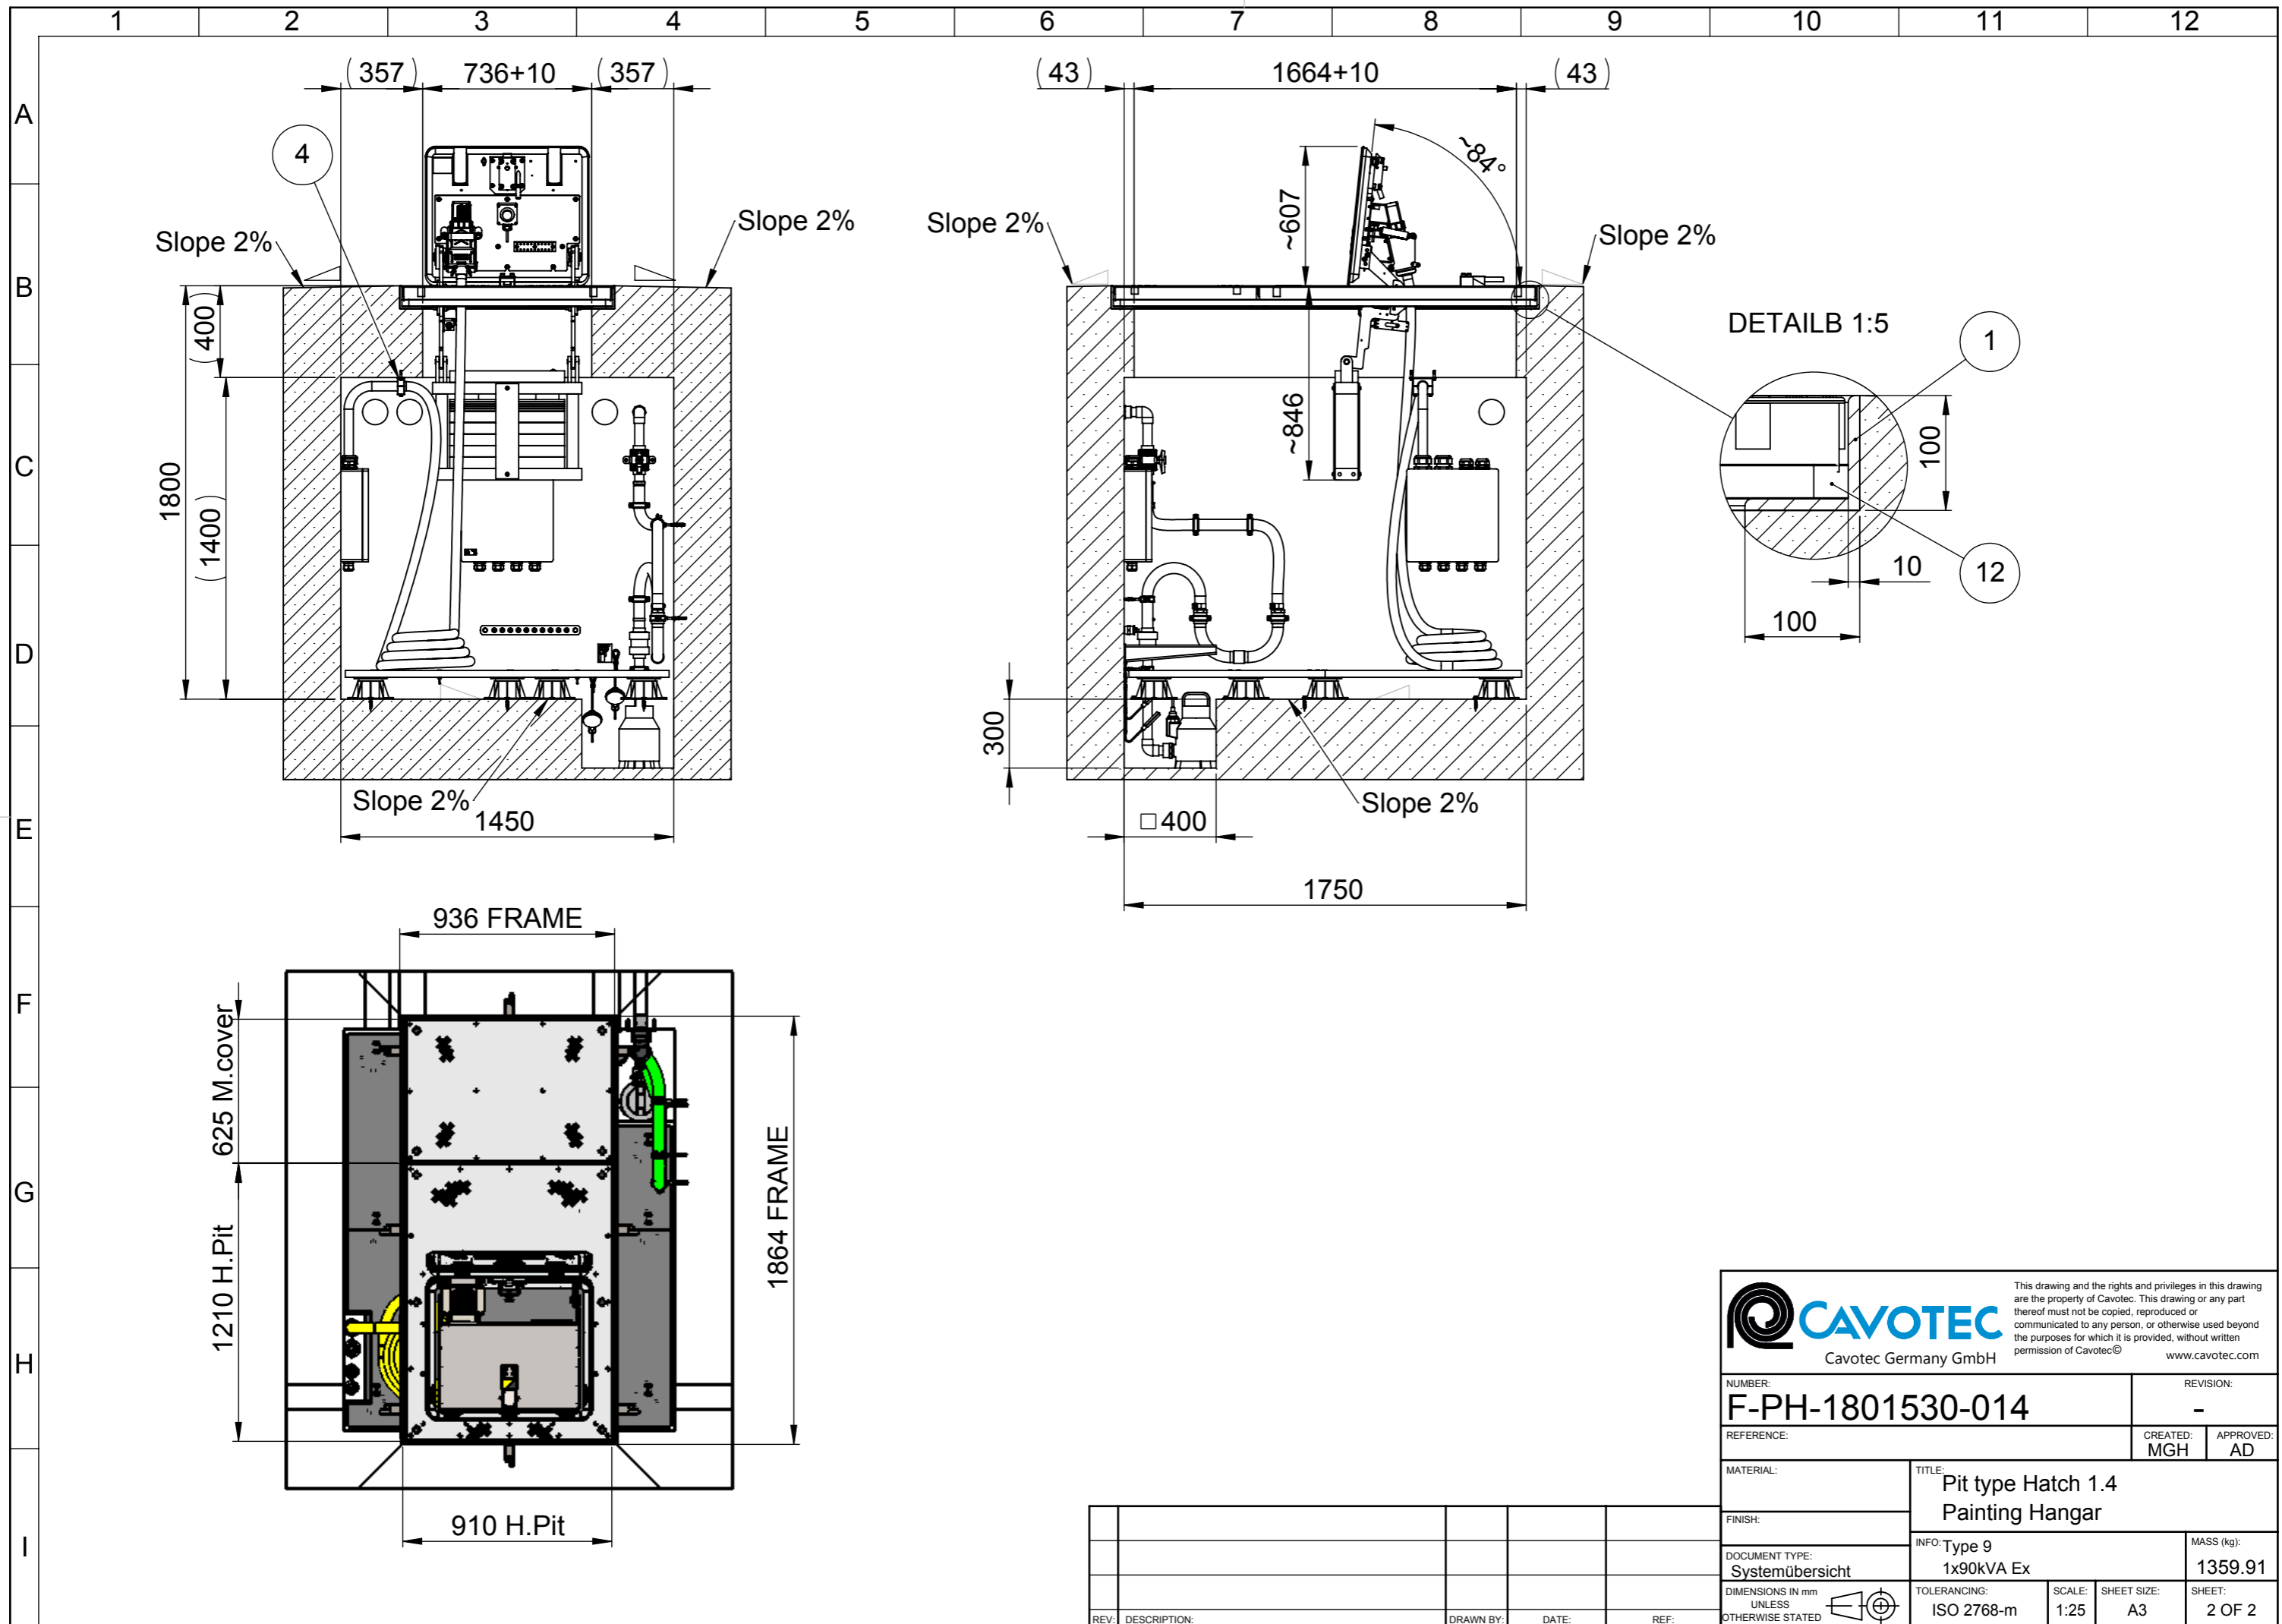 1 2 3 4 5 6 7 8 9 10 11 12
A
B
C
D
E
F
G
H
I
(357) 736+10 (357)
4
Slope 2%
Slope 2%
(400)
1800
(1400)
Slope 2%
1450
(43) 1664+10 (43)
~84°
~607
Slope 2%
Slope 2%
~846
300
Slope 2%
□400
1750
DETAILB 1:5
1
100
10
12
100
936 FRAME
625 M.cover
1210 H.Pit
1864 FRAME
910 H.Pit
CAVOTEC
Cavotec Germany GmbH
This drawing and the rights and privileges in this drawing
are the property of Cavotec. This drawing or any part
thereof must not be copied, reproduced or
communicated to any person, or otherwise used beyond
the purposes for which it is provided, without written
permission of Cavotec©
www.cavotec.com
NUMBER:
F-PH-1801530-014
REVISION:
-
REFERENCE:
CREATED:
MGH
APPROVED:
AD
MATERIAL:
TITLE:
Pit type Hatch 1.4
Painting Hangar
FINISH:
INFO: Type 9
1x90kVA Ex
MASS (kg):
1359.91
DOCUMENT TYPE:
Systemübersicht
DIMENSIONS IN mm
UNLESS
OTHERWISE STATED
TOLERANCING:
ISO 2768-m
SCALE:
1:25
SHEET SIZE:
A3
SHEET:
2 OF 2
REV: DESCRIPTION: DRAWN BY: DATE: REF: